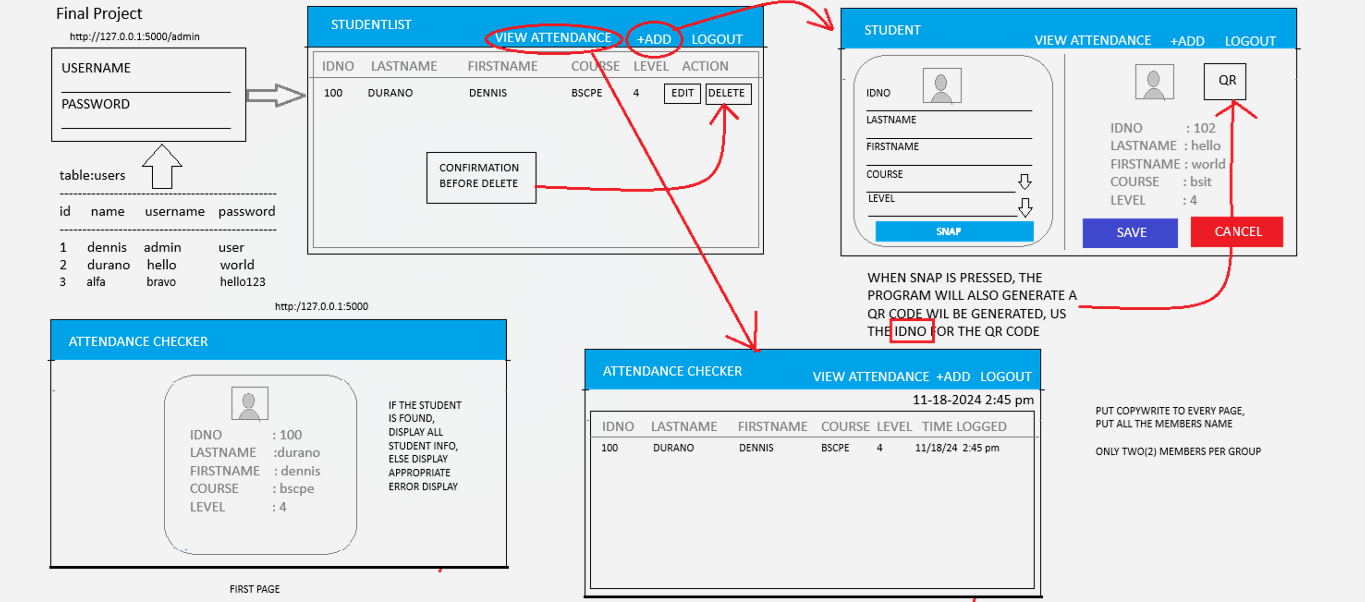 Final Project
http://127.0.0.1:5000/admin
USERNAME
PASSWORD
table:users
--------------------------------------------
id name username password
--------------------------------------------
1 dennis admin user
2 durano hello world
3 alfa bravo hello123
STUDENTLIST
VIEW ATTENDANCE +ADD LOGOUT
IDNO LASTNAME FIRSTNAME COURSE LEVEL ACTION
100 DURANO DENNIS BSCPE 4 EDIT DELETE
CONFIRMATION
BEFORE DELETE
STUDENT
VIEW ATTENDANCE +ADD LOGOUT
IDNO
LASTNAME
FIRSTNAME
COURSE
LEVEL
SNAP
QR
IDNO : 102
LASTNAME : hello
FIRSTNAME : world
COURSE : bsit
LEVEL : 4
SAVE CANCEL
WHEN SNAP IS PRESSED, THE
PROGRAM WILL ALSO GENERATE A
QR CODE WIL BE GENERATED, US
THE IDNO FOR THE QR CODE
http:/127.0.0.1:5000
ATTENDANCE CHECKER
IDNO : 100
LASTNAME :durano
FIRSTNAME : dennis
COURSE : bscpe
LEVEL : 4
IF THE STUDENT
IS FOUND,
DISPLAY ALL
STUDENT INFO,
ELSE DISPLAY
APPROPRIATE
ERROR DISPLAY
FIRST PAGE
ATTENDANCE CHECKER
VIEW ATTENDANCE +ADD LOGOUT
11-18-2024 2:45 pm
IDNO LASTNAME FIRSTNAME COURSE LEVEL TIME LOGGED
100 DURANO DENNIS BSCPE 4 11/18/24 2:45 pm
PUT COPYWRITE TO EVERY PAGE,
PUT ALL THE MEMBERS NAME
ONLY TWO(2) MEMBERS PER GROUP